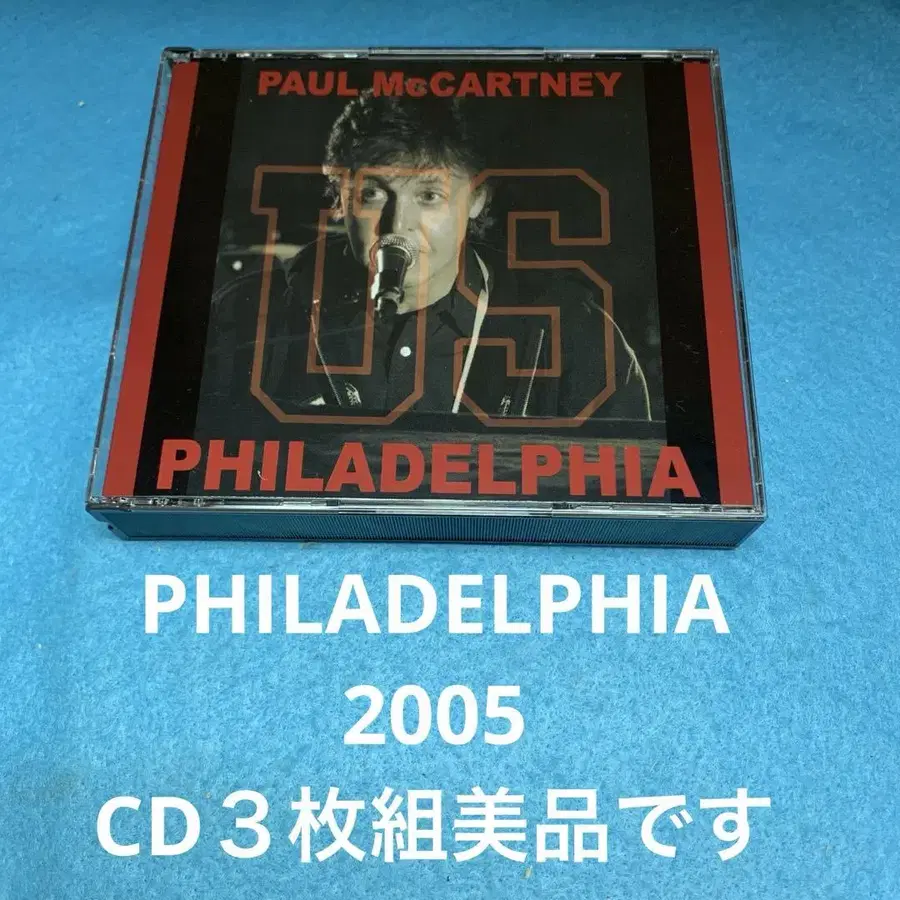 PAUL McCARTNEY
US
PHILADELPHIA
PHILADELPHIA
2005
CD３枚組美品です